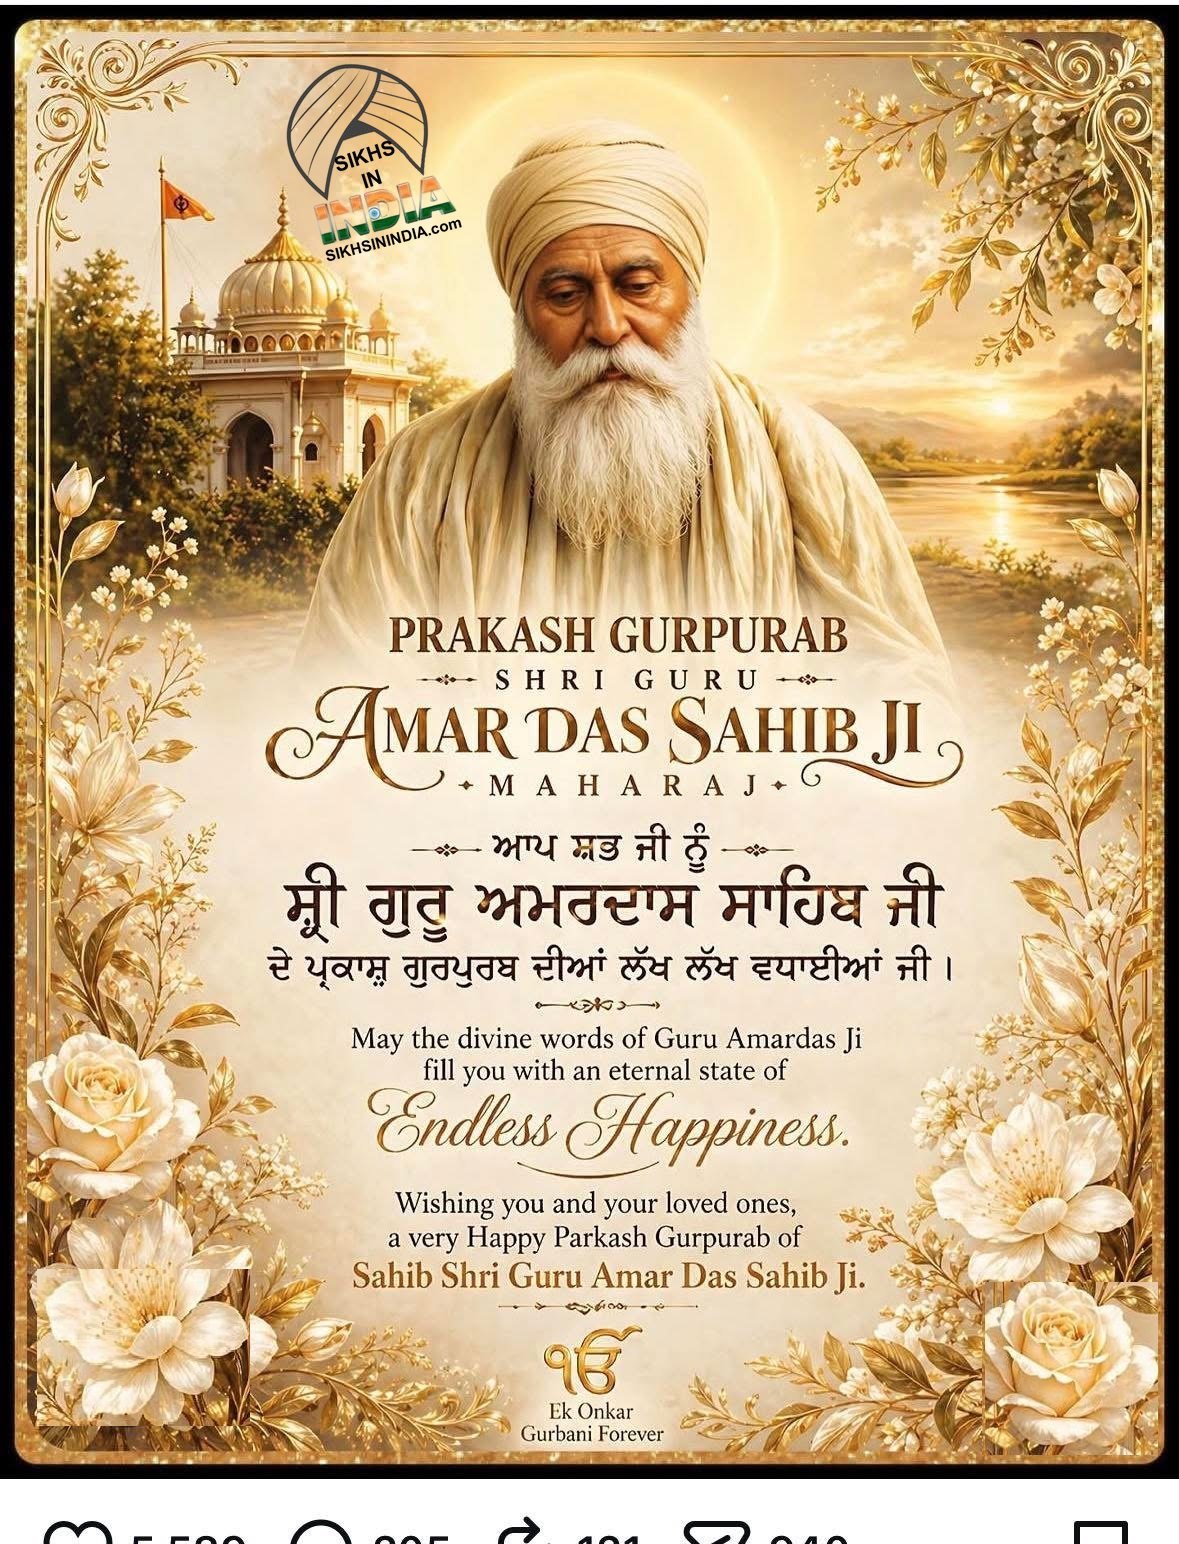 SIKHS
IN
INDIA
SIKHSININDIA.com
PRAKASH GURPURAB
SHRI GURU
AMAR DAS SAHIB JI
MAHARAJ
ਆਪ ਸ਼ਭ ਜੀ ਨੂੰ
ਸ਼੍ਰੀ ਗੁਰੂ ਅਮਰਦਾਸ ਸਾਹਿਬ ਜੀ
ਦੇ ਪ੍ਰਕਾਸ਼ ਗੁਰਪੁਰਬ ਦੀਆਂ ਲੱਖ ਲੱਖ ਵਧਾਈਆਂ ਜੀ।
May the divine words of Guru Amardas Ji
fill you with an eternal state of
Endless Happiness.
Wishing you and your loved ones,
a very Happy Parkash Gurpurab of
Sahib Shri Guru Amar Das Sahib Ji.
ੴ
Ek Onkar
Gurbani Forever